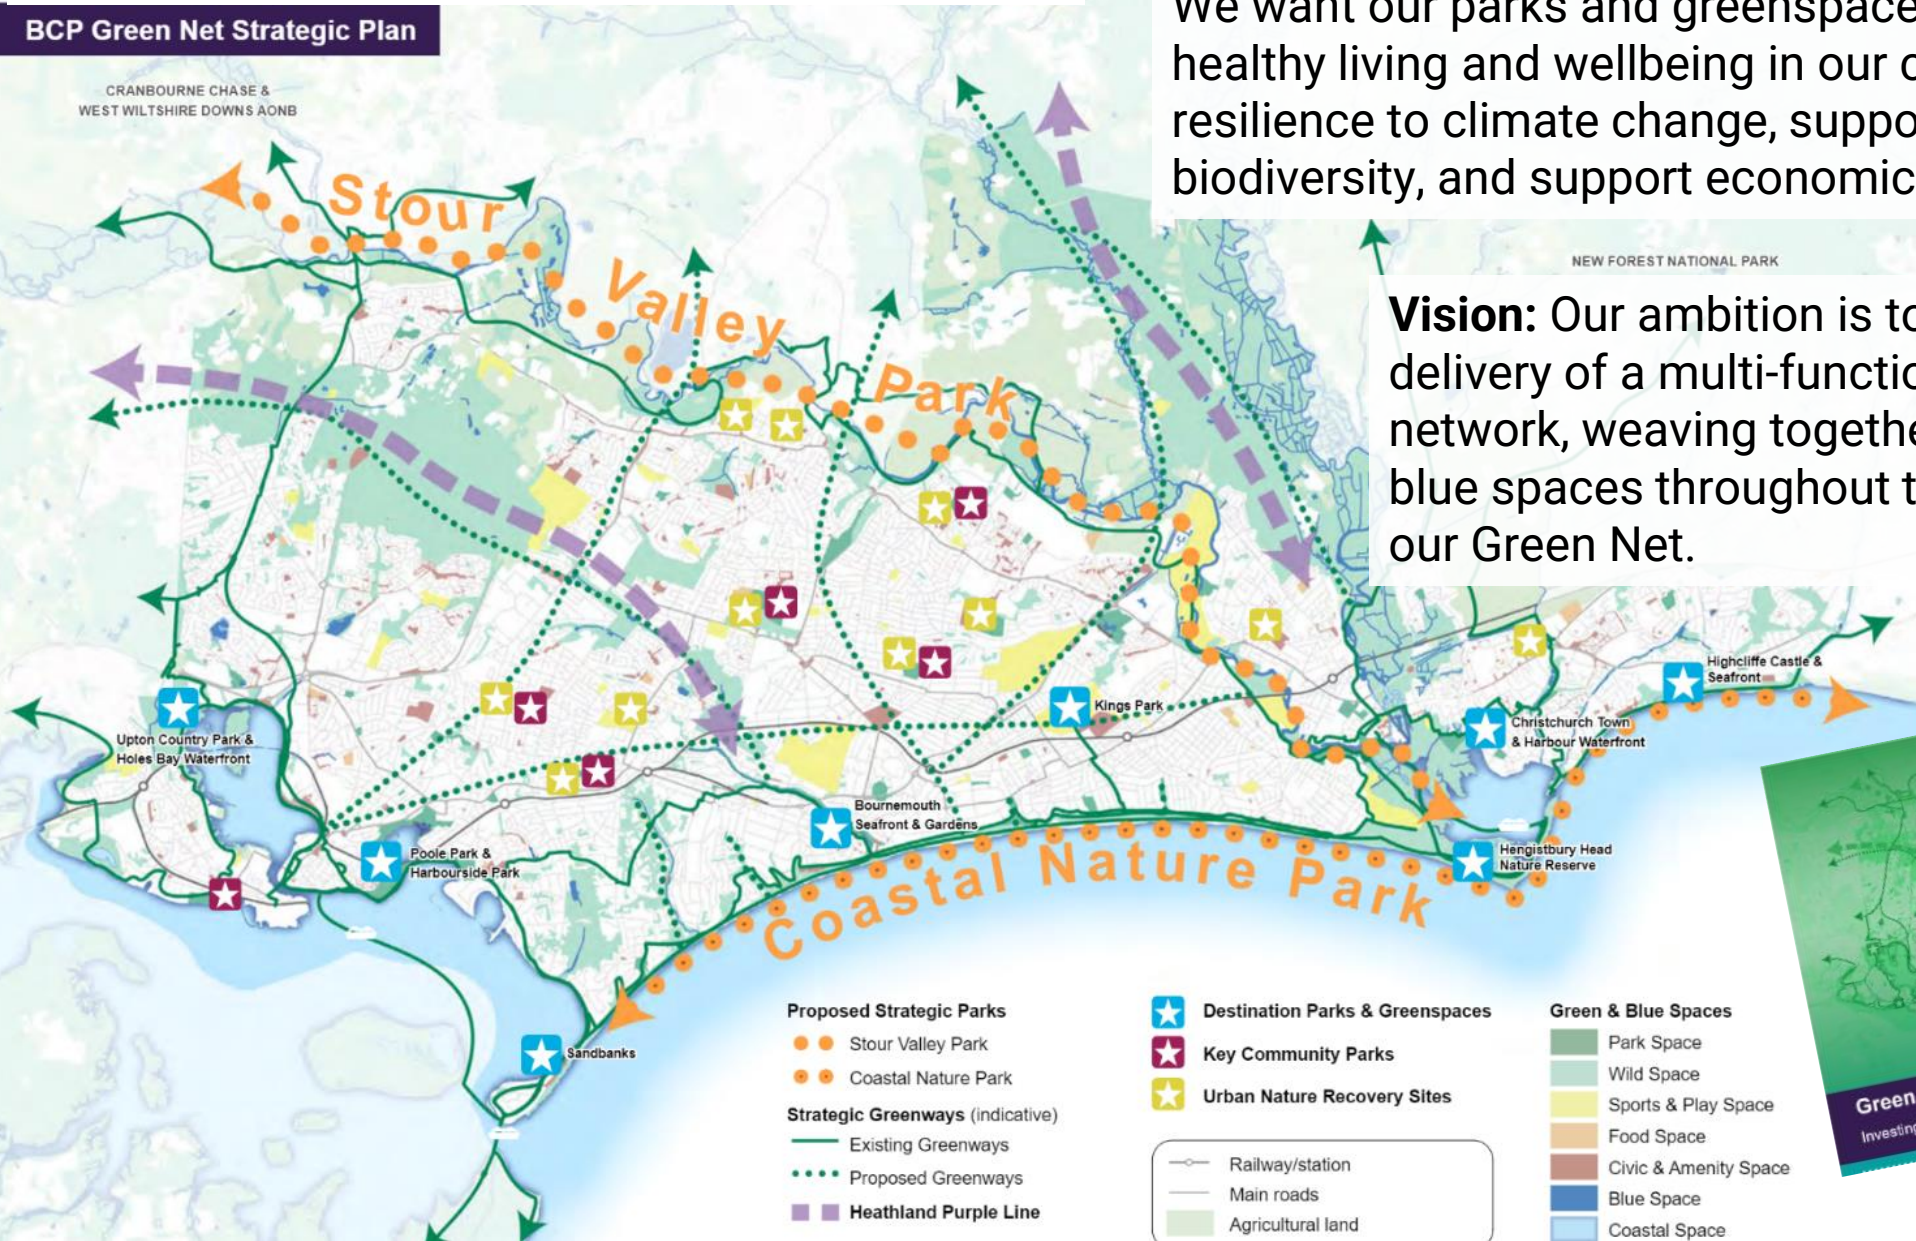 BCP Green Net Strategic Plan
CRANBOURNE CHASE &
WEST WILTSHIRE DOWNS AONB
We want our parks and greenspace
healthy living and wellbeing in our c
resilience to climate change, suppo
biodiversity, and support economic
NEW FOREST NATIONAL PARK
Vision: Our ambition is to
delivery of a multi-functio
network, weaving togethe
blue spaces throughout t
our Green Net.
Stour Valley Park
Upton Country Park &
Holes Bay Waterfront
Poole Park &
Harbourside Park
Bournemouth
Seafront & Gardens
Kings Park
Highcliffe Castle &
Seafront
Christchurch Town
& Harbour Waterfront
Hengistbury Head
Nature Reserve
Coastal Nature Park
Sandbanks
Proposed Strategic Parks
Stour Valley Park
Coastal Nature Park
Strategic Greenways (indicative)
Existing Greenways
Proposed Greenways
Heathland Purple Line
Destination Parks & Greenspaces
Key Community Parks
Urban Nature Recovery Sites
Railway/station
Main roads
Agricultural land
Green & Blue Spaces
Park Space
Wild Space
Sports & Play Space
Food Space
Civic & Amenity Space
Blue Space
Coastal Space
Green
Investing